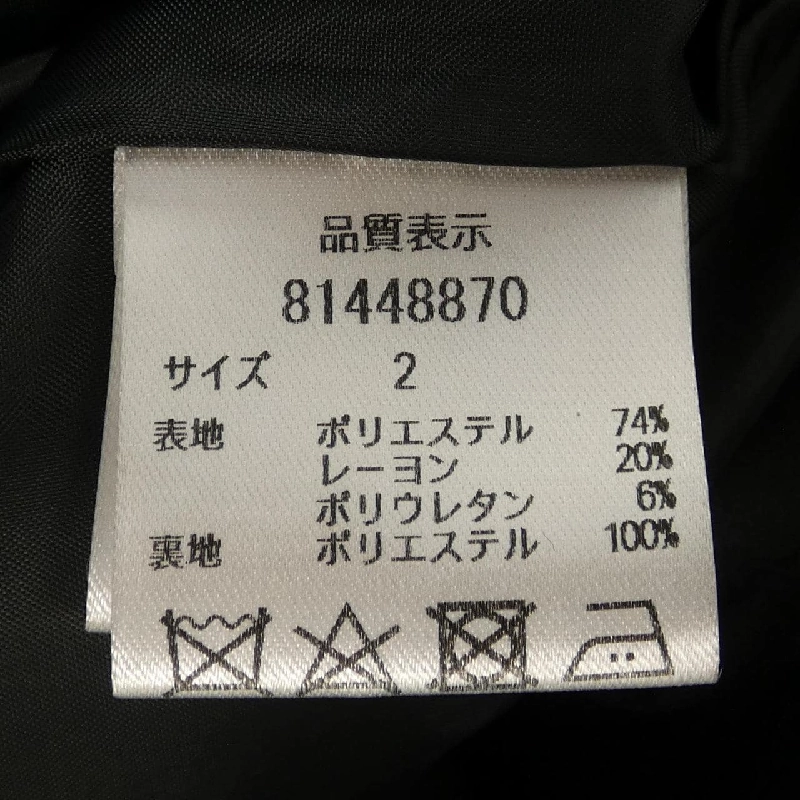 品質表示
81448870
サイズ 2
表地 ポリエステル 74%
レーヨン 20%
ポリウレタン 6%
裏地 ポリエステル 100%